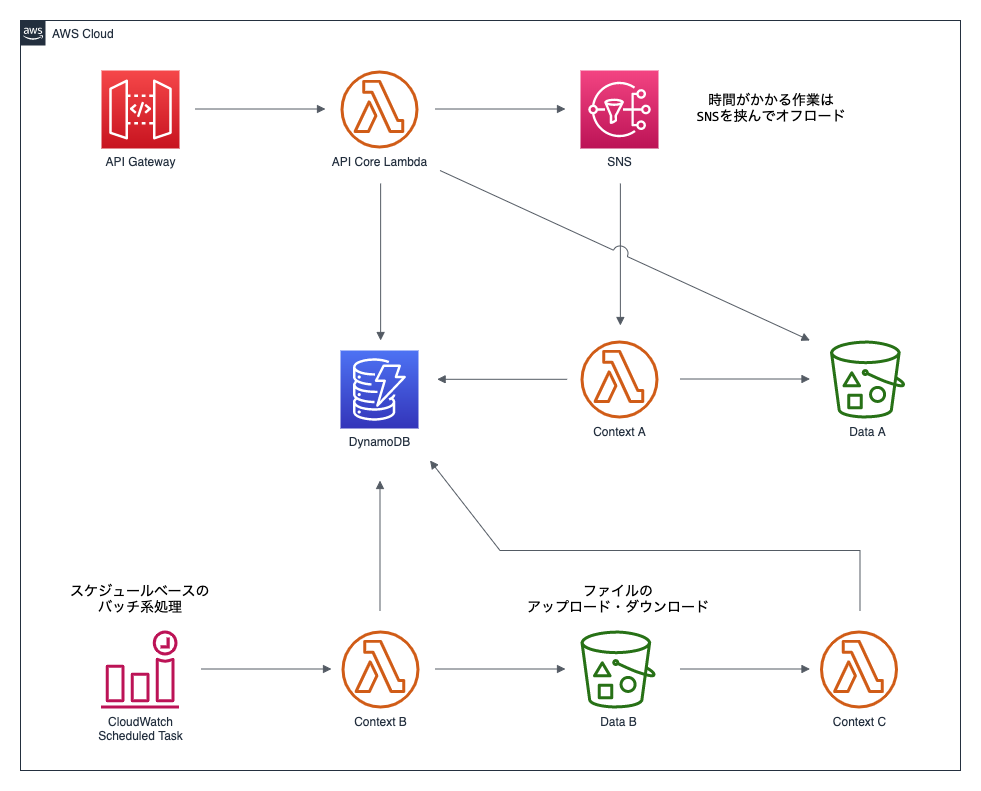 aws
AWS Cloud
API Gateway
API Core Lambda
SNS
時間がかかる作業は
SNSを挟んでオフロード
DynamoDB
Context A
Data A
スケジュールベースの
バッチ系処理
ファイルの
アップロード・ダウンロード
CloudWatch
Scheduled Task
Context B
Data B
Context C